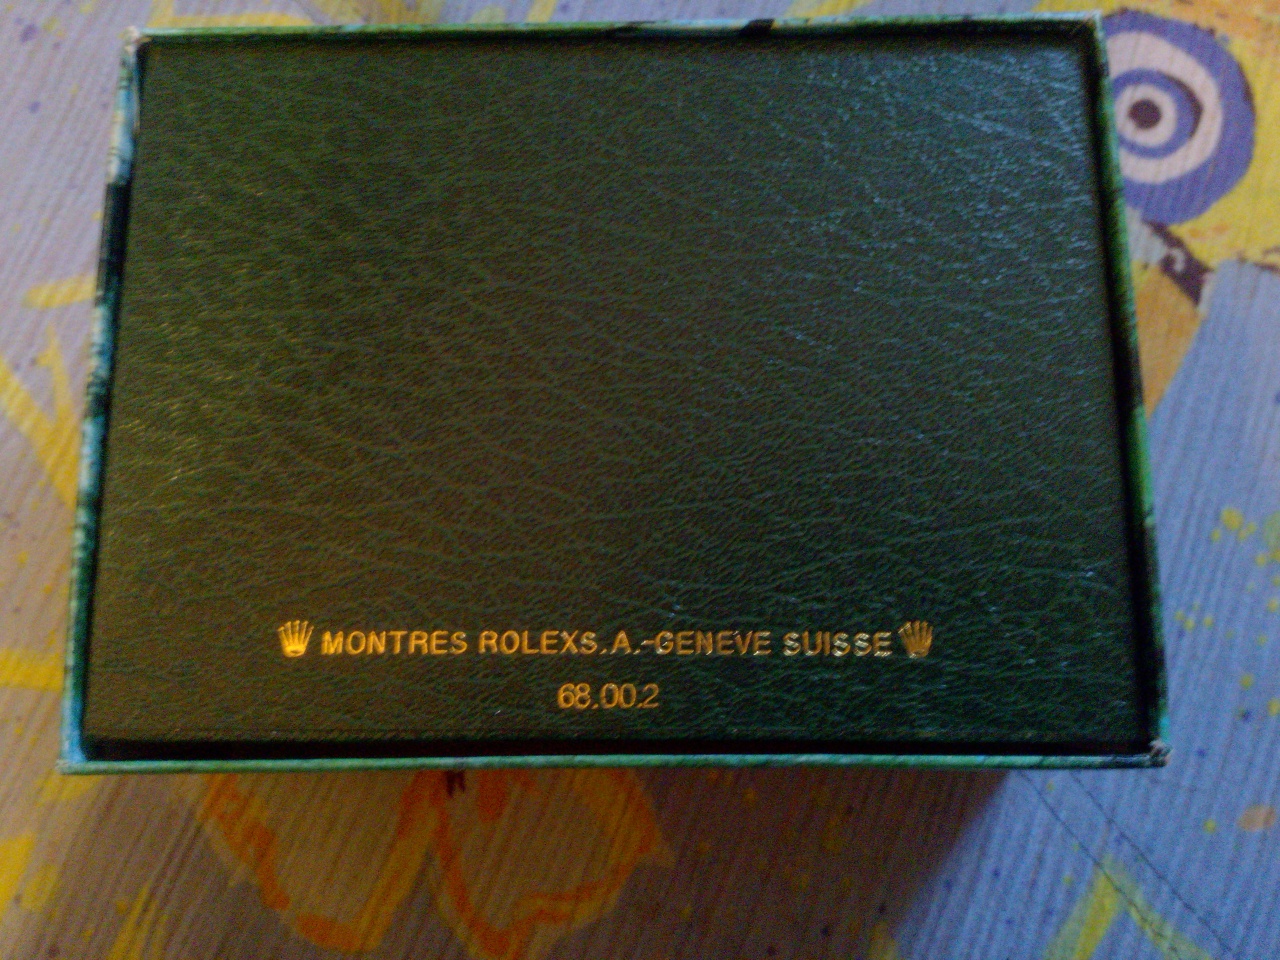 MONTRES ROLEXS.A.-GENEVE SUISSE
68.00.2